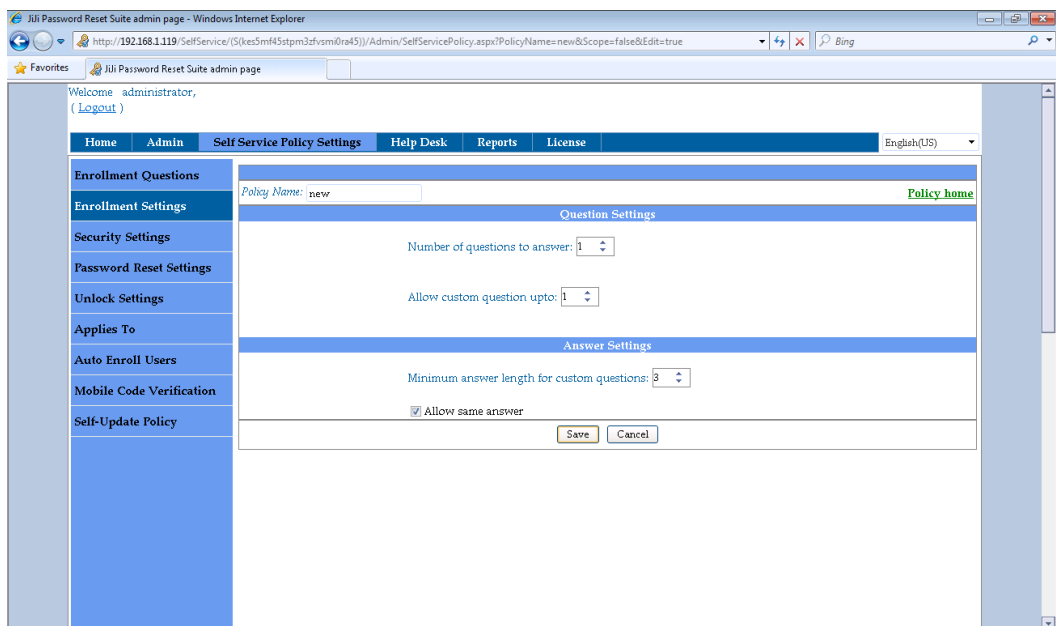 JiJi Password Reset Suite admin page - Windows Internet Explorer
http://192.168.1.119/SelfService/(S(kes5mf45stpm3zfvsmi0ra45))/Admin/SelfServicePolicy.aspx?PolicyName=new&Scope=false&Edit=true
Bing
Favorites
JiJi Password Reset Suite admin page
Welcome administrator,
( Logout )
Home Admin Self Service Policy Settings Help Desk Reports License English(US)
Enrollment Questions
Enrollment Settings
Security Settings
Password Reset Settings
Unlock Settings
Applies To
Auto Enroll Users
Mobile Code Verification
Self-Update Policy
Policy Name: new
Policy home
Question Settings
Number of questions to answer: 1
Allow custom question upto: 1
Answer Settings
Minimum answer length for custom questions: 3
Allow same answer
Save Cancel